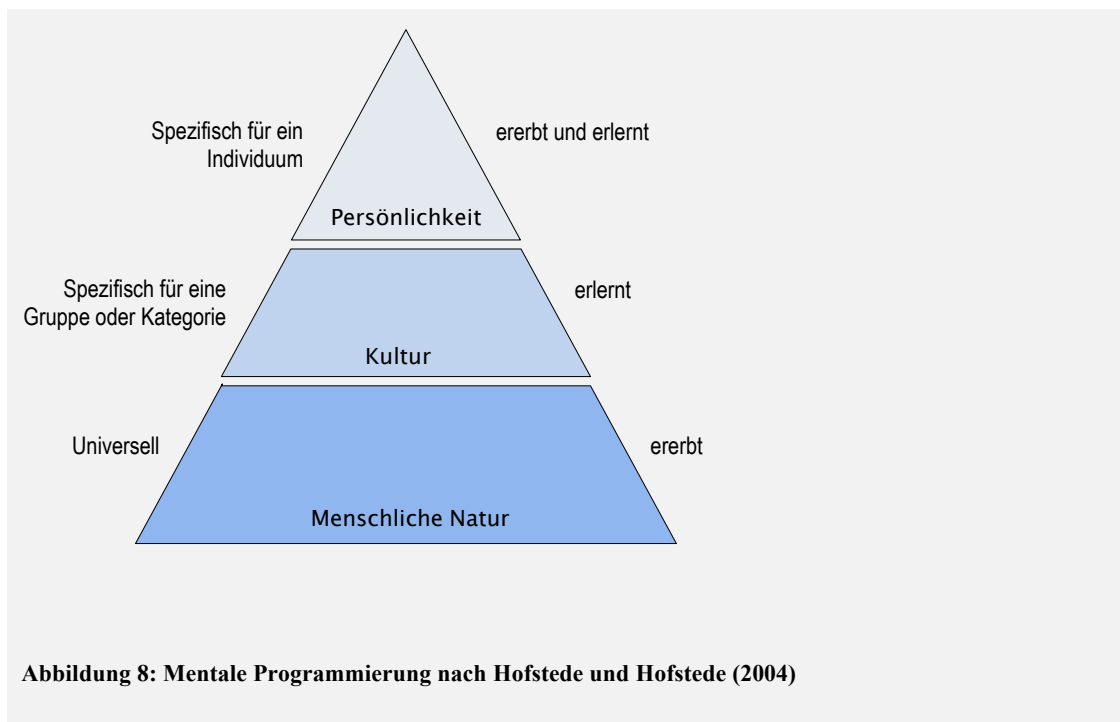 Spezifisch für ein
Individuum
ererbt und erlernt
Persönlichkeit
Spezifisch für eine
Gruppe oder Kategorie
erlernt
Kultur
Universell
ererbt
Menschliche Natur
Abbildung 8: Mentale Programmierung nach Hofstede und Hofstede (2004)